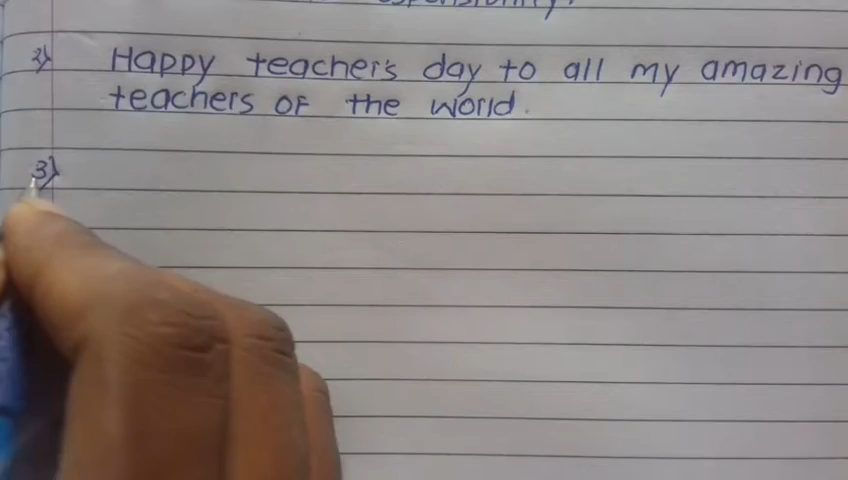 2) Happy teacher's day to all my amazing
teachers of the world.
3)